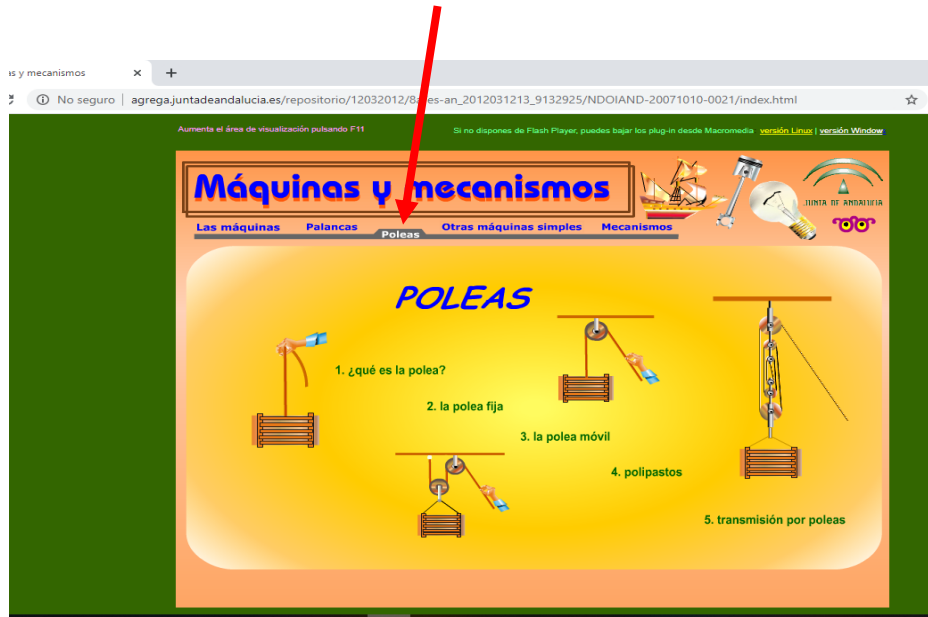 y mecanismos
No seguro | agrega.juntadeandalucia.es/repositorio/12032012/8a es-an_2012031213_9132925/NDOIAND-20071010-0021/index.html
Aumenta el área de visualización pulsando F11
Si no dispones de Flash Player, puedes bajar los plug-in desde Macromedia versión Linux | versión Window
Máquinas y mecanismos
JUNTA DE ANDALUCIA
Las máquinas Palancas Poleas Otras máquinas simples Mecanismos
POLEAS
1. ¿qué es la polea?
2. la polea fija
3. la polea móvil
4. polipastos
5. transmisión por poleas